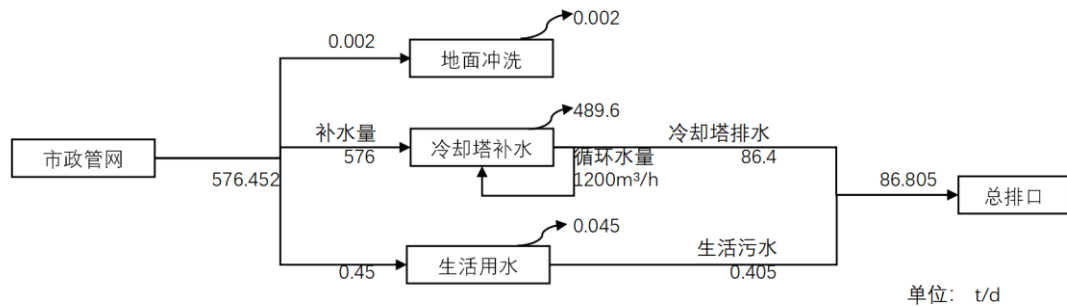 0.002
0.002
地面冲洗
489.6
补水量
冷却塔排水
市政管网
576
冷却塔补水
循环水量
86.4
576.452
1200m³/h
86.805
总排口
0.045
生活污水
0.45
生活用水
0.405
单位： t/d